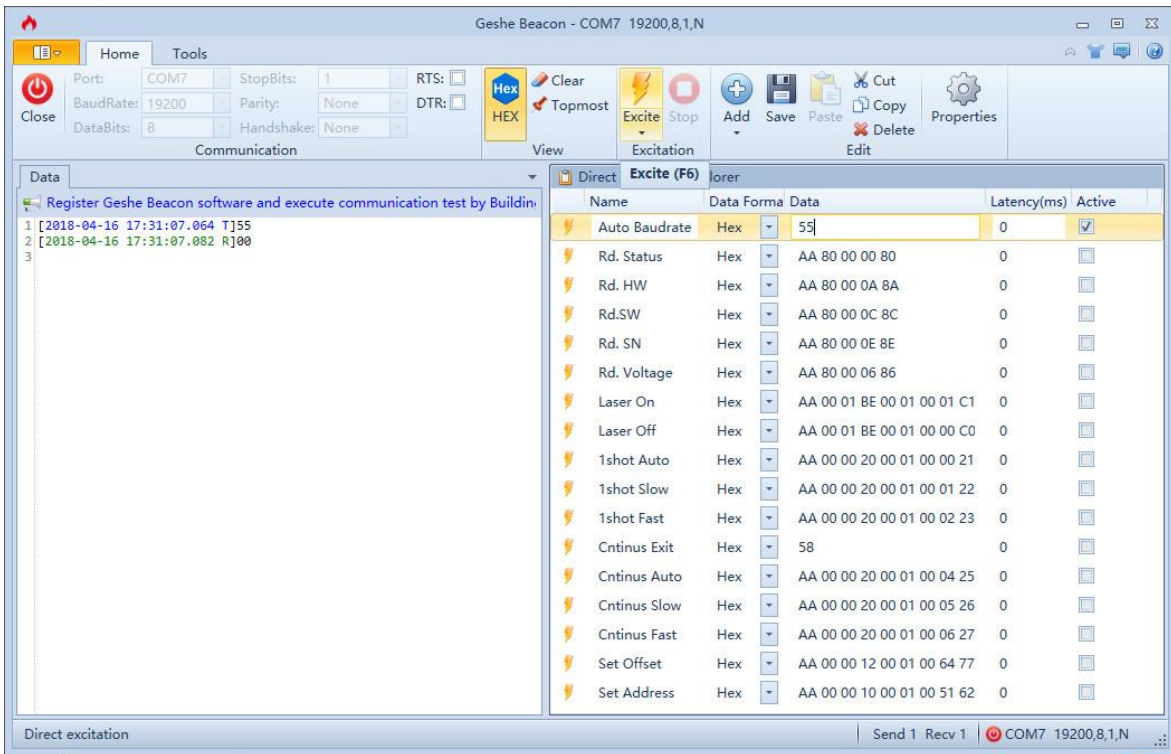 Geshe Beacon - COM7 19200,8,1,N
Home Tools
Port: COM7 StopBits: 1 RTS:
BaudRate: 19200 Parity: None DTR:
DataBits: 8 Handshake: None
Close
Communication
Hex
HEX
Clear
Topmost
View
Excite Stop
Excitation
Add Save Paste
Cut
Copy
Delete
Edit
Properties
Data
Register Geshe Beacon software and execute communication test by Buildin
1 [2018-04-16 17:31:07.064 T]55
2 [2018-04-16 17:31:07.082 R]00
3
Direct Excite (F6) lorer
Name Data Forma Data Latency(ms) Active
Auto Baudrate Hex 55 0
Rd. Status Hex AA 80 00 00 80 0
Rd. HW Hex AA 80 00 0A 8A 0
Rd.SW Hex AA 80 00 0C 8C 0
Rd. SN Hex AA 80 00 0E 8E 0
Rd. Voltage Hex AA 80 00 06 86 0
Laser On Hex AA 00 01 BE 00 01 00 01 C1 0
Laser Off Hex AA 00 01 BE 00 01 00 00 C0 0
1shot Auto Hex AA 00 00 20 00 01 00 00 21 0
1shot Slow Hex AA 00 00 20 00 01 00 01 22 0
1shot Fast Hex AA 00 00 20 00 01 00 02 23 0
Cntinus Exit Hex 58 0
Cntinus Auto Hex AA 00 00 20 00 01 00 04 25 0
Cntinus Slow Hex AA 00 00 20 00 01 00 05 26 0
Cntinus Fast Hex AA 00 00 20 00 01 00 06 27 0
Set Offset Hex AA 00 00 12 00 01 00 64 77 0
Set Address Hex AA 00 00 10 00 01 00 51 62 0
Direct excitation Send 1 Recv 1 COM7 19200,8,1,N